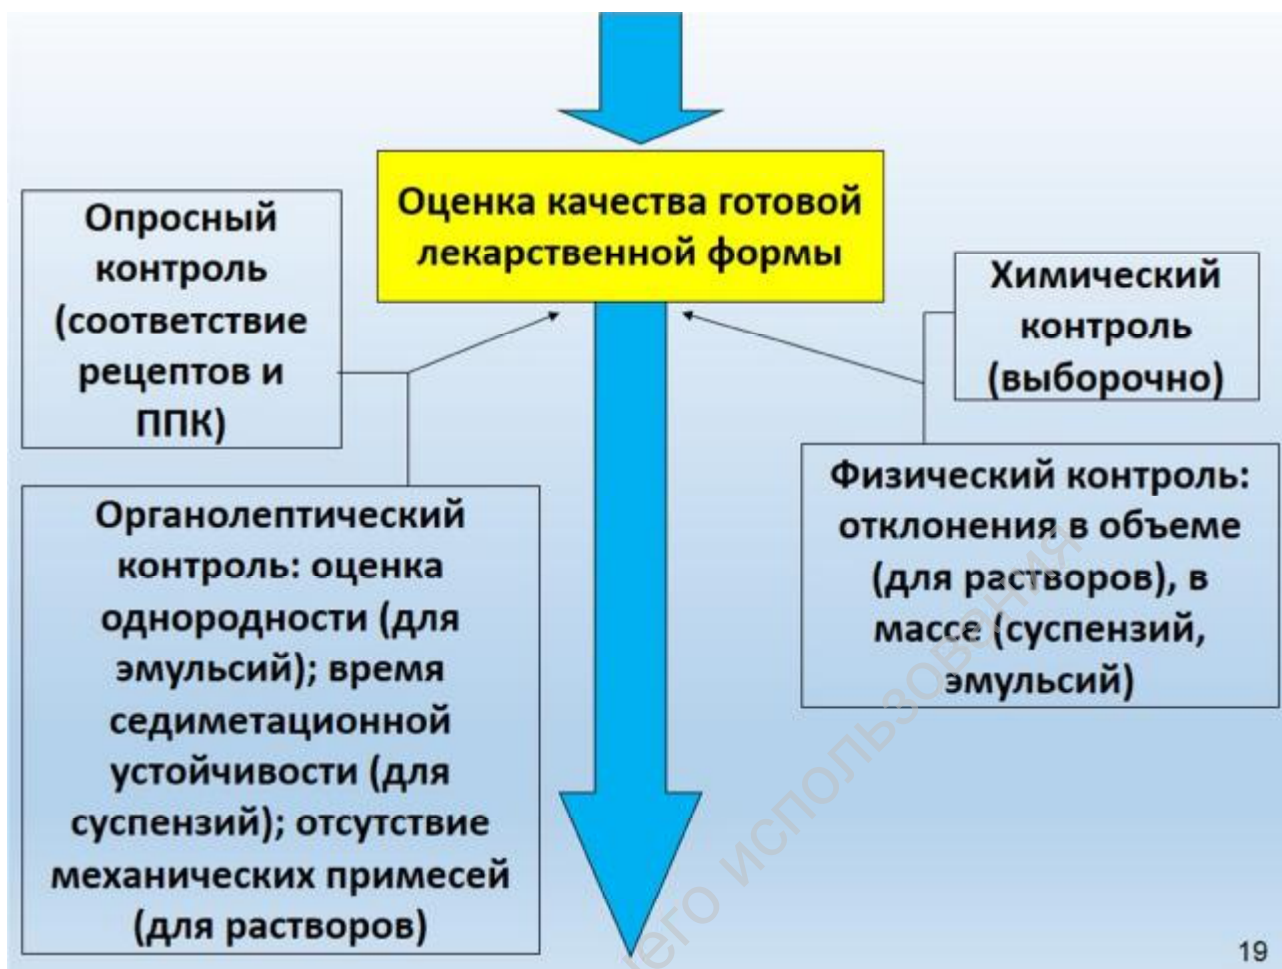 Оценка качества готовой
лекарственной формы
Опросный
контроль
(соответствие
рецептов и
ППК)
Химический
контроль
(выборочно)
Органолептический
контроль: оценка
однородности (для
эмульсий); время
седиметационной
устойчивости (для
суспензий); отсутствие
механических примесей
(для растворов)
Физический контроль:
отклонения в объеме
(для растворов), в
массе (суспензий,
эмульсий)
его использования
19